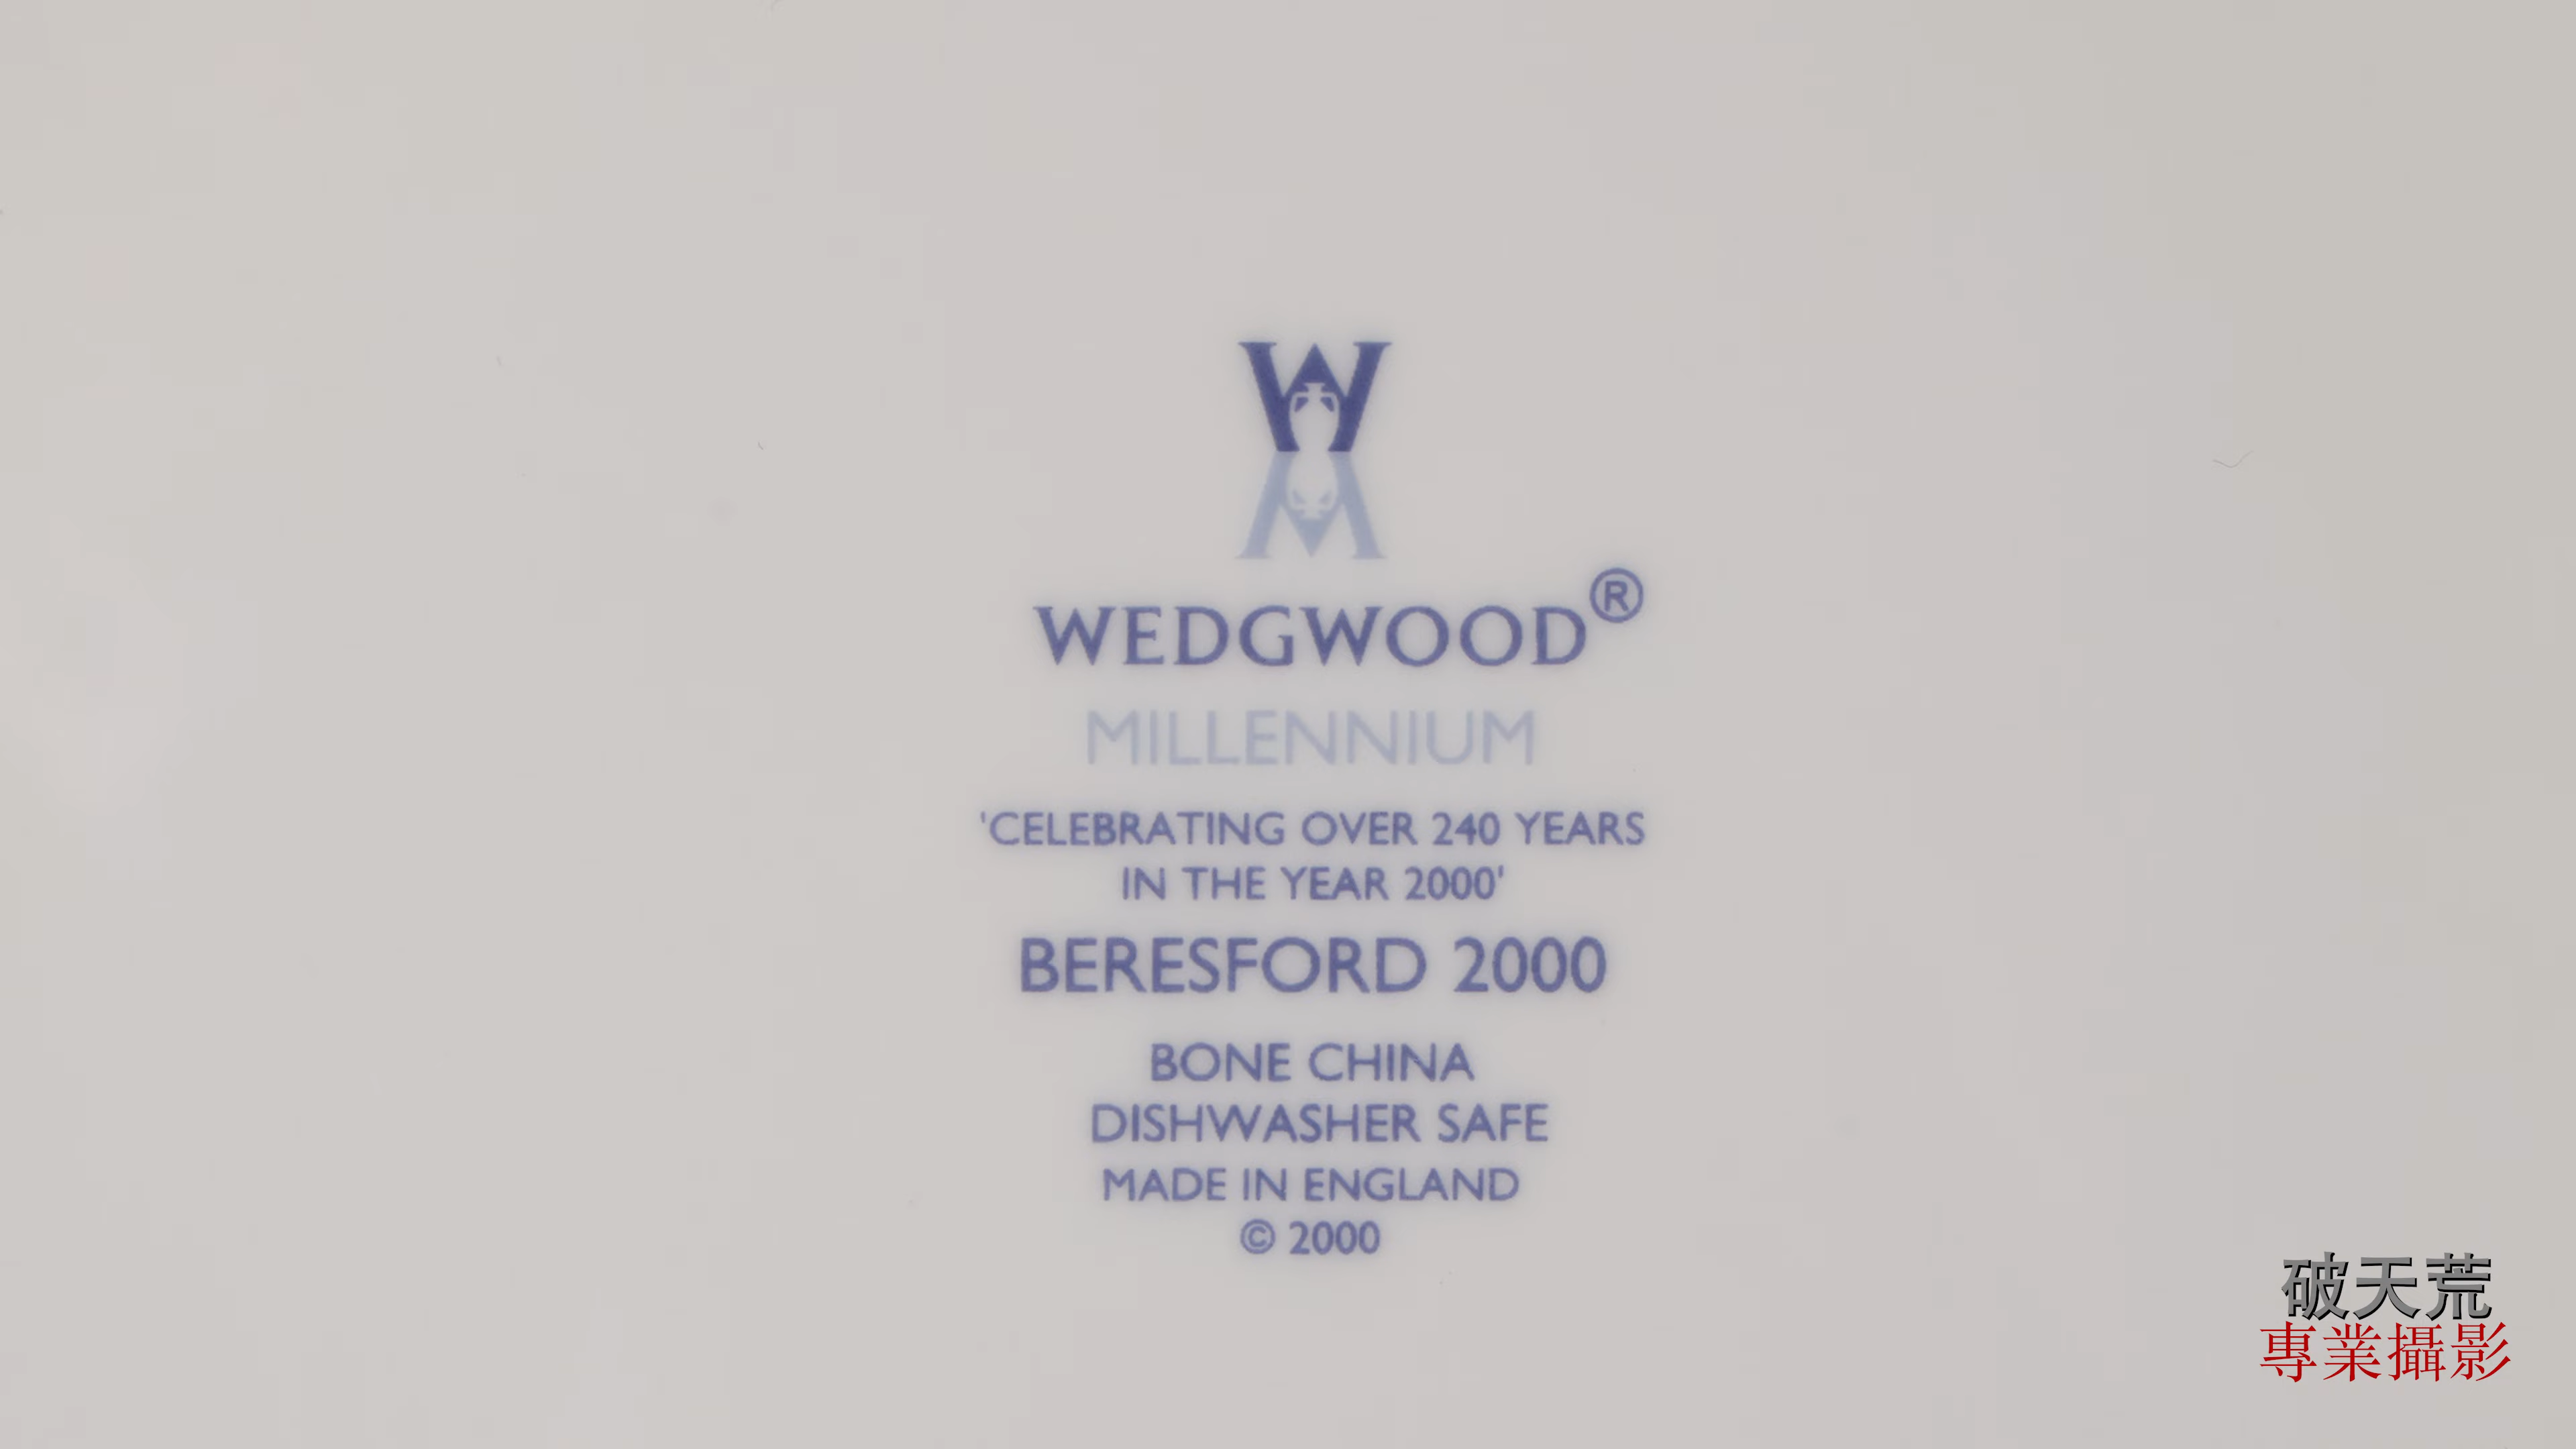 WEDGWOOD®
MILLENNIUM
'CELEBRATING OVER 240 YEARS
IN THE YEAR 2000'
BERESFORD 2000
BONE CHINA
DISHWASHER SAFE
MADE IN ENGLAND
© 2000
破天荒
專業攝影